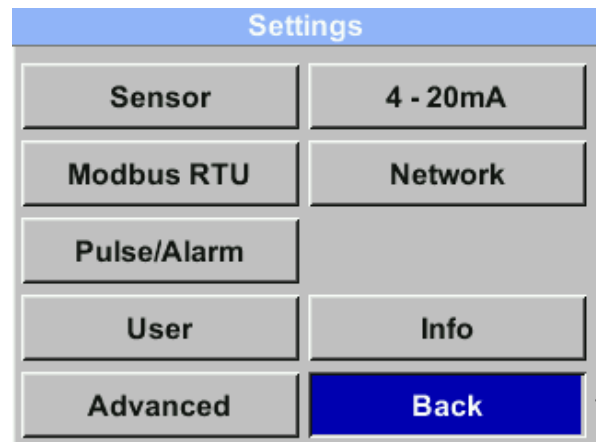 Settings
Sensor
4 - 20mA
Modbus RTU
Network
Pulse/Alarm
User
Info
Advanced
Back